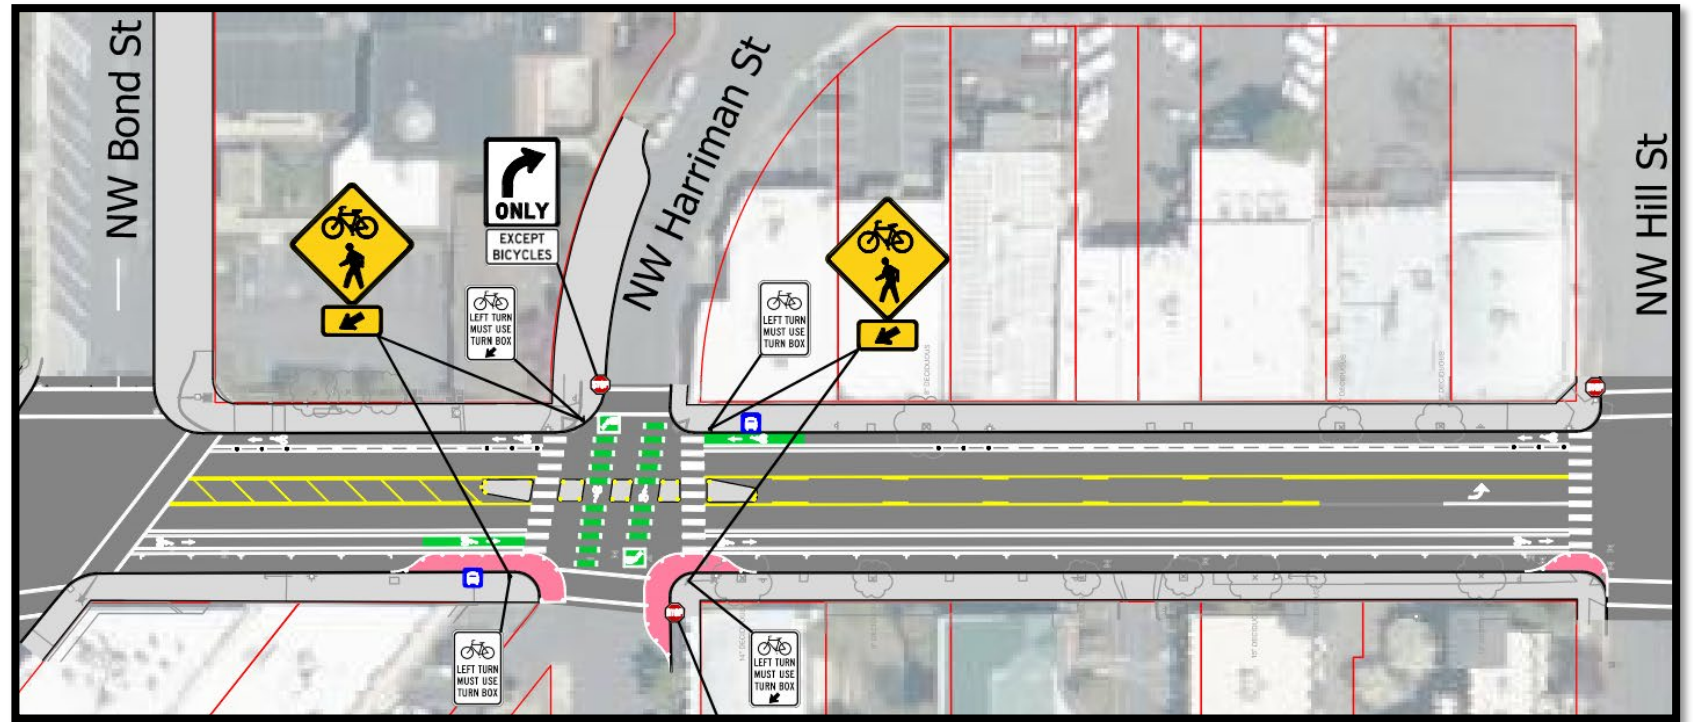 NW Bond St
NW Harriman St
NW Hill St
ONLY
EXCEPT
BICYCLES
LEFT TURN
MUST USE
TURN BOX
LEFT TURN
MUST USE
TURN BOX
STOP
LEFT TURN
MUST USE
TURN BOX
LEFT TURN
MUST USE
TURN BOX